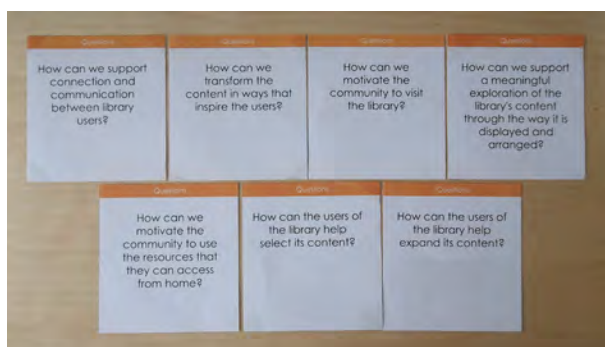 Questions
How can we support
connection and
communication
between library
users?
Questions
How can we
transform the
content in ways that
inspire the users?
Questions
How can we
motivate the
community to visit
the library?
Questions
How can we support
a meaningful
exploration of the
library's content
through the way it is
displayed and
arranged?
Questions
How can we
motivate the
community to use
the resources that
they can access
from home?
Questions
How can the users of
the library help
select its content?
Questions
How can the users of
the library help
expand its content?